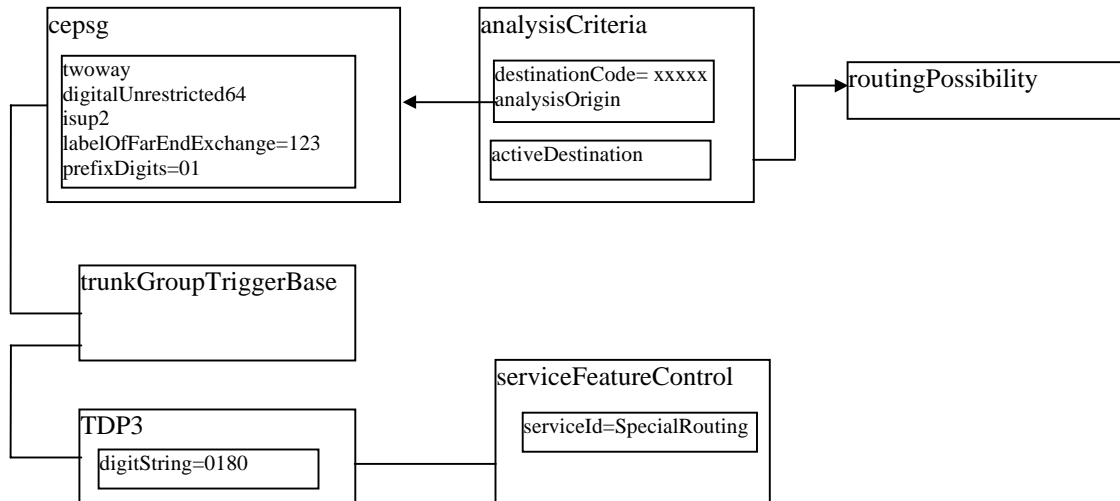 cepsg
twoway
digitalUnrestricted64
isup2
labelOfFarEndExchange=123
prefixDigits=01
analysisCriteria
destinationCode= xxxxx
analysisOrigin
activeDestination
routingPossibility
trunkGroupTriggerBase
TDP3
digitString=0180
serviceFeatureControl
serviceId=SpecialRouting